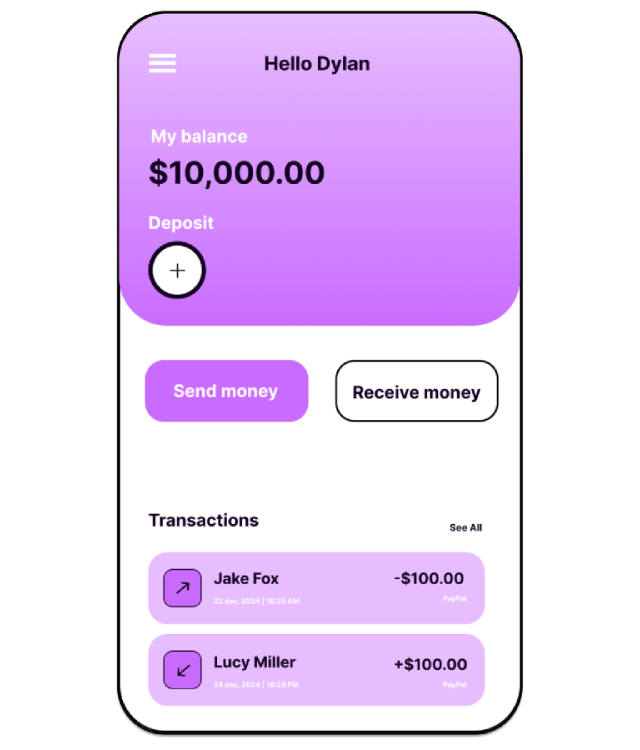 Hello Dylan
My balance
$10,000.00
Deposit
Send money
Receive money
Transactions
See All
Jake Fox
-$100.00
22 dec, 2024 | 10:25 AM
PayPal
Lucy Miller
+$100.00
24 dec, 2024 | 16:25 PM
PayPal